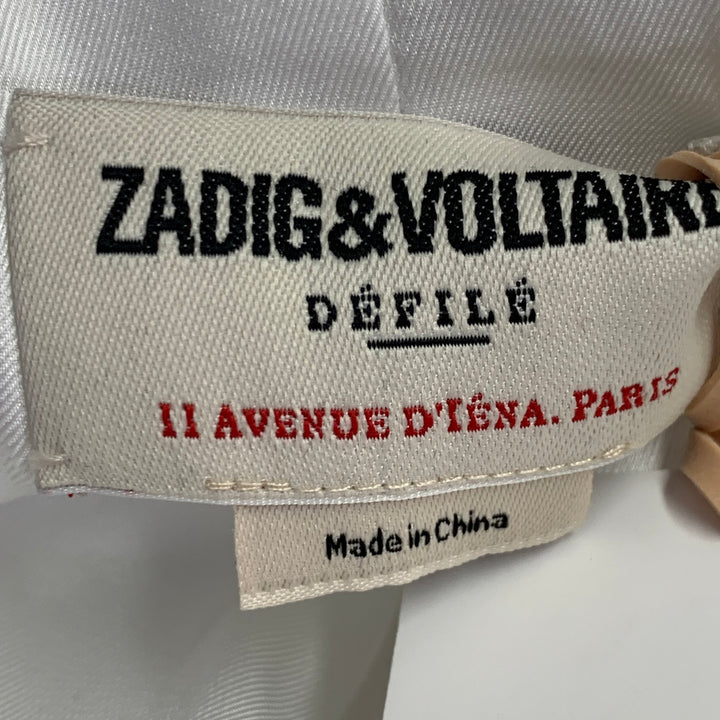 ZADIG&VOLTAIRE
DÉFILÉ
11 AVENUE D'IÉNA. PARIS
Made in China